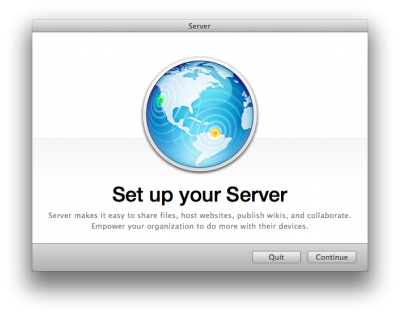 Server
Set up your Server
Server makes it easy to share files, host websites, publish wikis, and collaborate.
Empower your organization to do more with their devices.
Quit
Continue